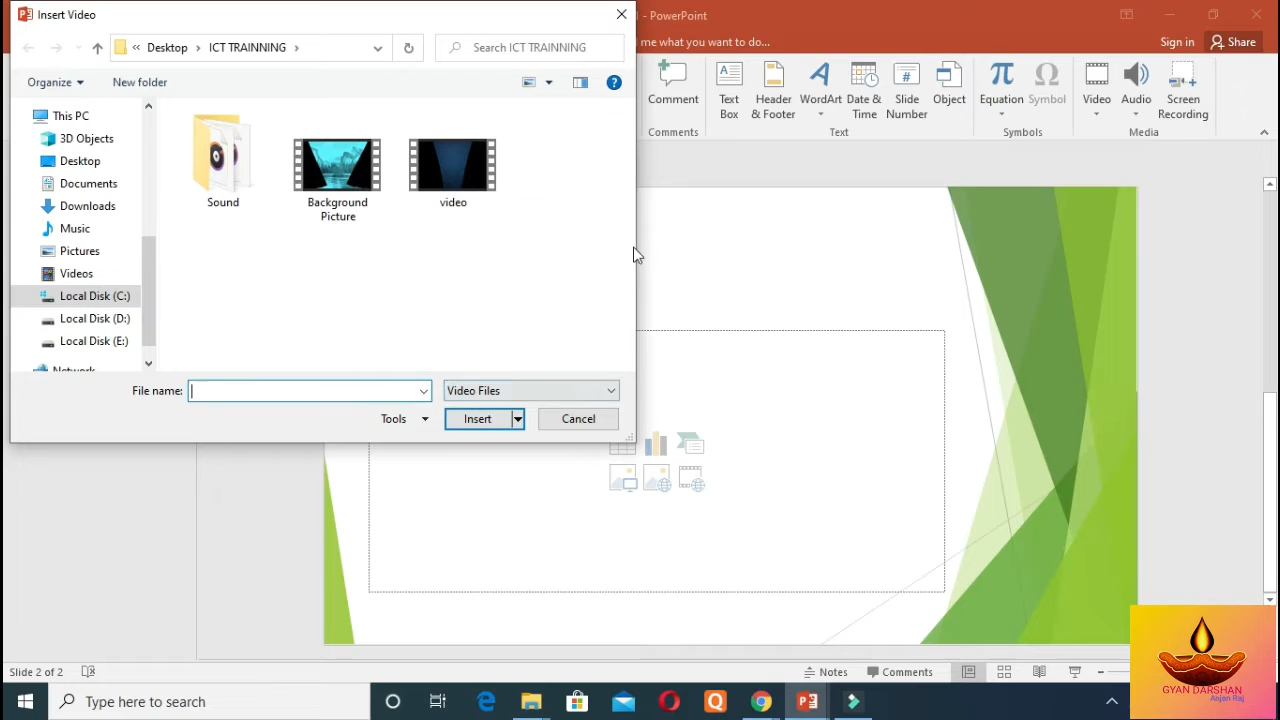 Insert Video
Desktop
ICT TRAINNING
Search ICT TRAINNING
Organize
New folder
This PC
3D Objects
Desktop
Documents
Downloads
Music
Pictures
Videos
Local Disk (C:)
Local Disk (D:)
Local Disk (E:)
Network
Sound
Background
Picture
video
File name:
Video Files
Tools
Insert
Cancel
- PowerPoint
me what you want to do...
Sign in
Share
Comment
Text
Box
Header
& Footer
WordArt
Date &
Time
Slide
Number
Object
Equation
Symbol
Video
Audio
Screen
Recording
Comments
Text
Symbols
Media
Slide 2 of 2
Notes
Comments
GYAN DARSHAN
Anjan Raj
Type here to search